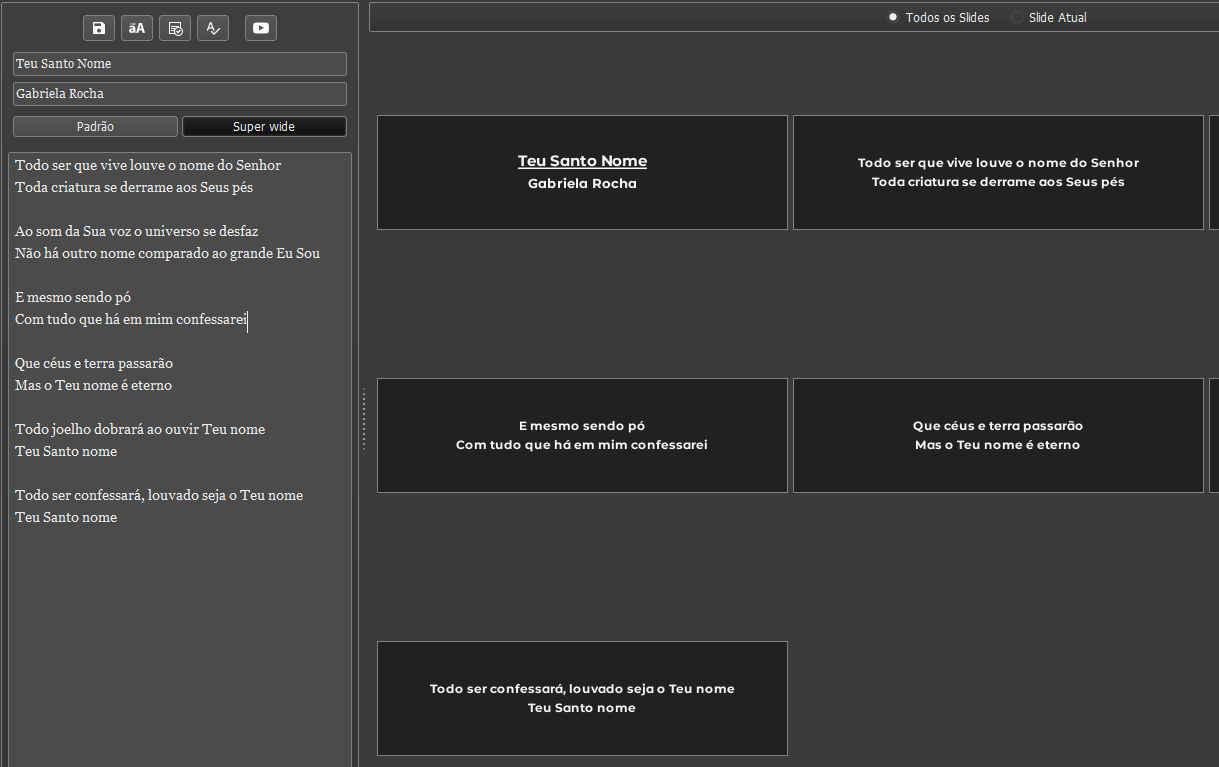 āA
Todos os Slides
Slide Atual
Teu Santo Nome
Gabriela Rocha
Padrão
Super wide
Todo ser que vive louve o nome do Senhor
Toda criatura se derrame aos Seus pés
Ao som da Sua voz o universo se desfaz
Não há outro nome comparado ao grande Eu Sou
E mesmo sendo pó
Com tudo que há em mim confessarei
Que céus e terra passarão
Mas o Teu nome é eterno
Todo joelho dobrará ao ouvir Teu nome
Teu Santo nome
Todo ser confessará, louvado seja o Teu nome
Teu Santo nome
Teu Santo Nome
Gabriela Rocha
Todo ser que vive louve o nome do Senhor
Toda criatura se derrame aos Seus pés
E mesmo sendo pó
Com tudo que há em mim confessarei
Que céus e terra passarão
Mas o Teu nome é eterno
Todo ser confessará, louvado seja o Teu nome
Teu Santo nome